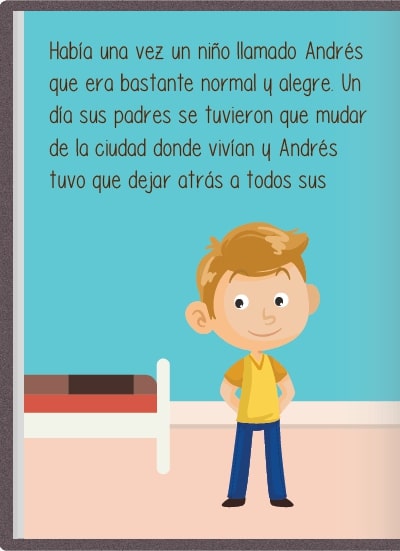 Había una vez un niño llamado Andrés
que era bastante normal y alegre. Un
día sus padres se tuvieron que mudar
de la ciudad donde vivían y Andrés
tuvo que dejar atrás a todos sus